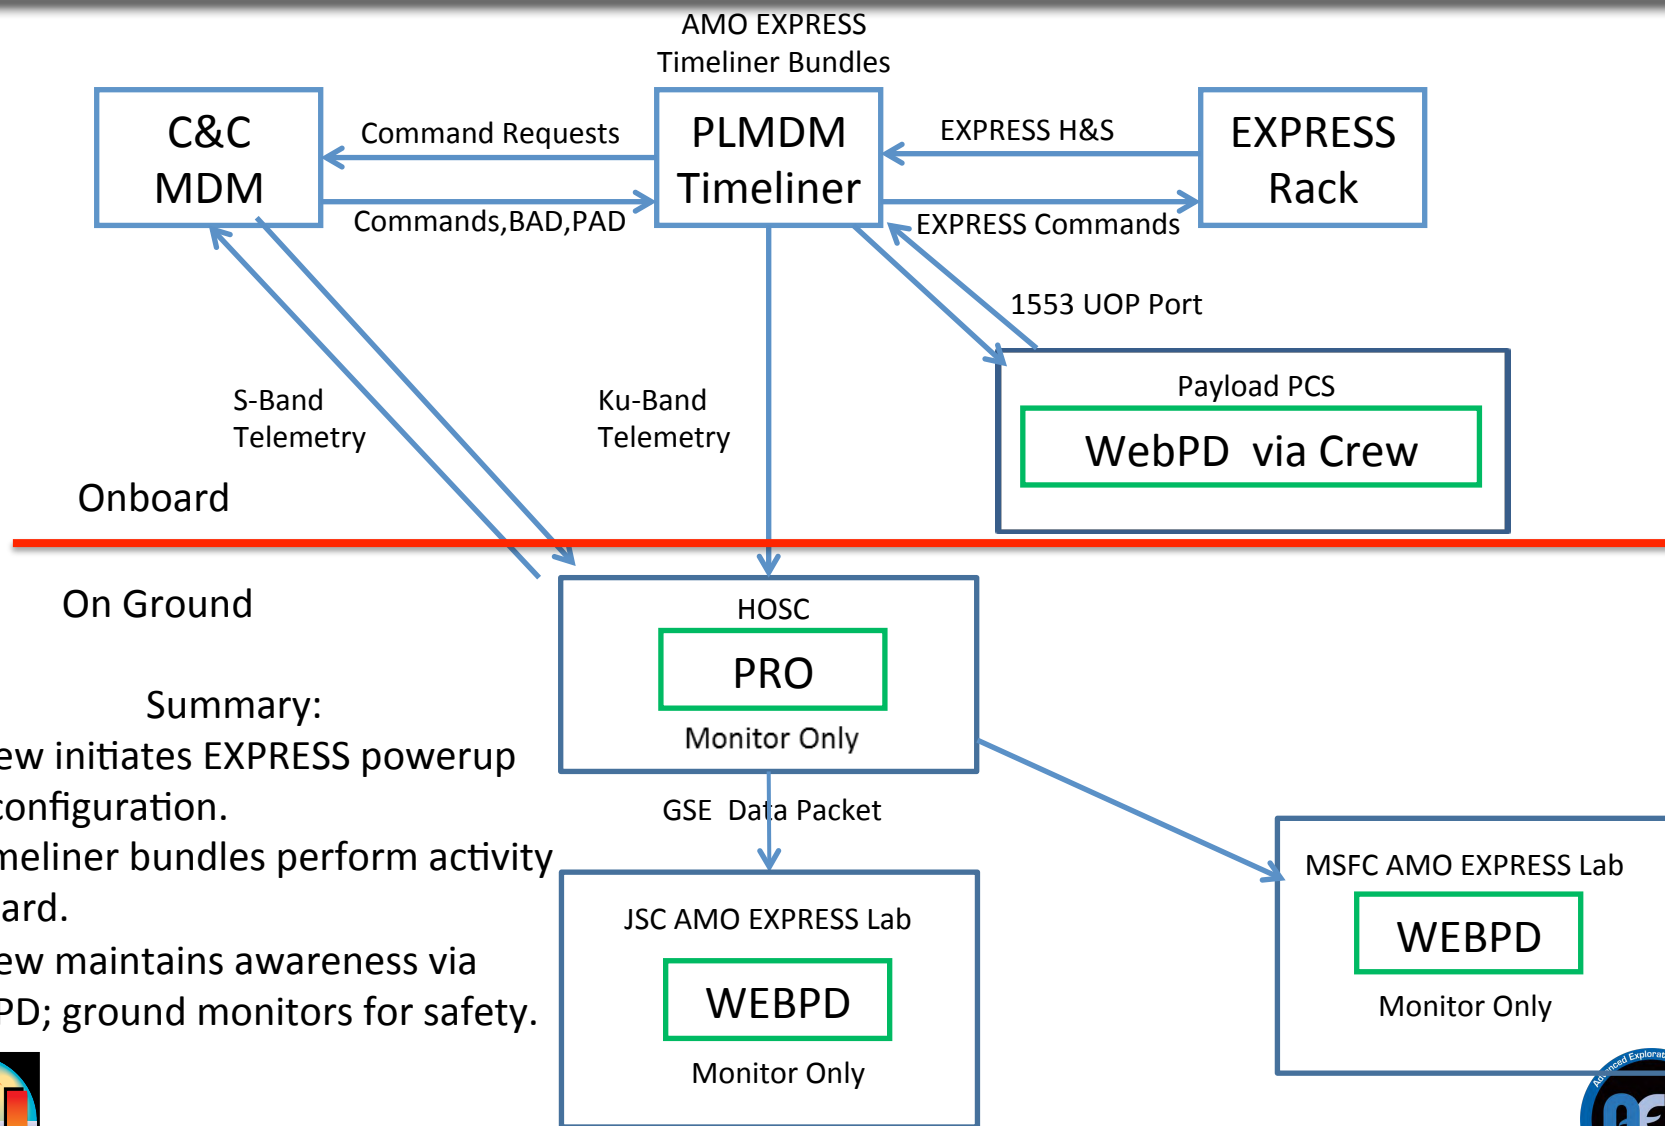 AMO EXPRESS
Timeliner Bundles
C&C
MDM
Command Requests
Commands,BAD,PAD
PLMDM
Timeliner
EXPRESS H&S
EXPRESS Commands
EXPRESS
Rack
1553 UOP Port
Payload PCS
WebPD via Crew
S-Band
Telemetry
Ku-Band
Telemetry
Onboard
On Ground
HOSC
PRO
Monitor Only
Summary:
ew initiates EXPRESS powerup
configuration.
meliner bundles perform activity
ard.
ew maintains awareness via
PD; ground monitors for safety.
GSE Data Packet
JSC AMO EXPRESS Lab
WEBPD
Monitor Only
MSFC AMO EXPRESS Lab
WEBPD
Monitor Only